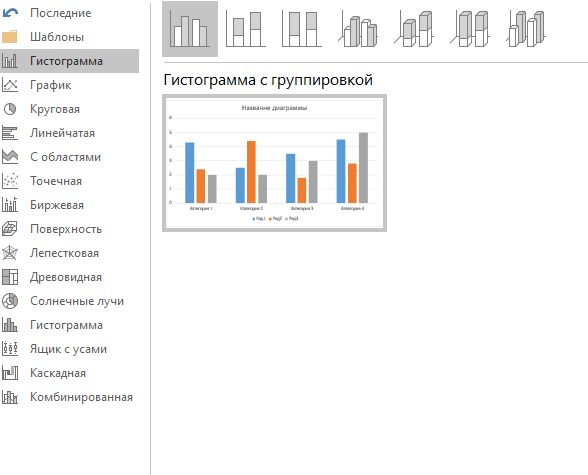 Последние
Шаблоны
Гистограмма
График
Круговая
Линейчатая
С областями
Точечная
Биржевая
Поверхность
Лепестковая
Древовидная
Солнечные лучи
Гистограмма
Ящик с усами
Каскадная
Комбинированная
Гистограмма с группировкой
Название диаграммы
6
5
4
3
2
1
0
Категория 1 Категория 2 Категория 3 Категория 4
Ряд1 Ряд2 Ряд3